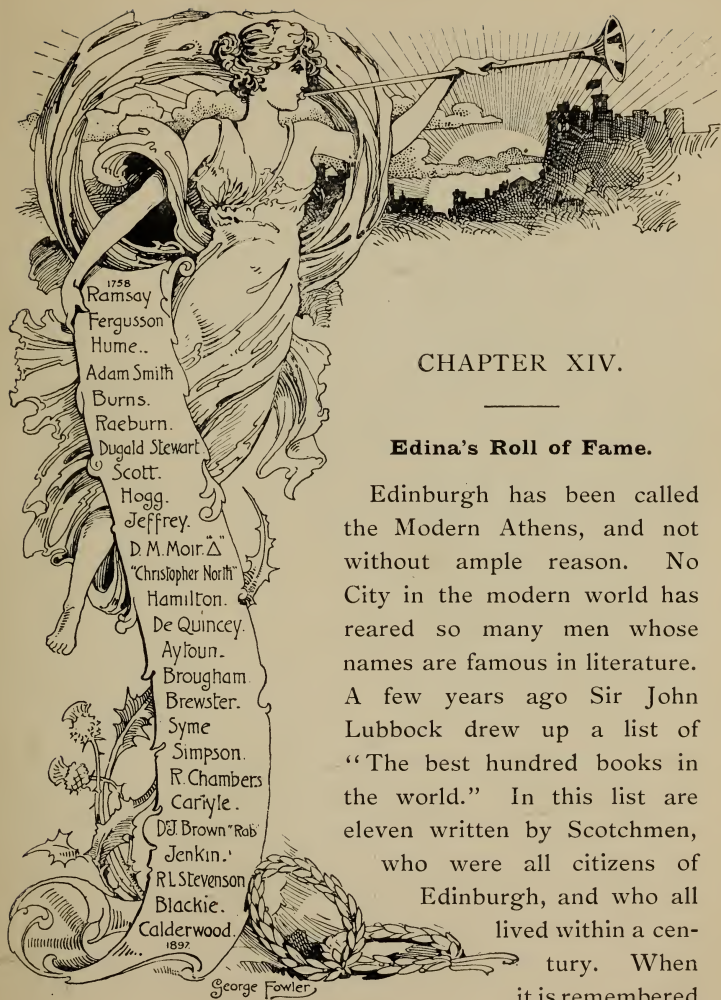 1758
Ramsay
Fergusson
Hume..
Adam Smith
Burns.
Raeburn.
Dugald Stewart.
Scott.
Hogg.
Jeffrey.
D. M. Moir. "Δ"
"Christopher North"
Hamilton.
De Quincey.
Aytoun.
Brougham
Brewster.
Syme
Simpson.
R. Chambers
Carlyle.
Dr J. Brown "Rab"
Jenkin.
R L Stevenson
Blackie.
Calderwood.
1897.
George Fowler
CHAPTER XIV.
Edina's Roll of Fame.
Edinburgh has been called
the Modern Athens, and not
without ample reason. No
City in the modern world has
reared so many men whose
names are famous in literature.
A few years ago Sir John
Lubbock drew up a list of
"The best hundred books in
the world." In this list are
eleven written by Scotchmen,
who were all citizens of
Edinburgh, and who all
lived within a cen-
tury. When
it is remembered